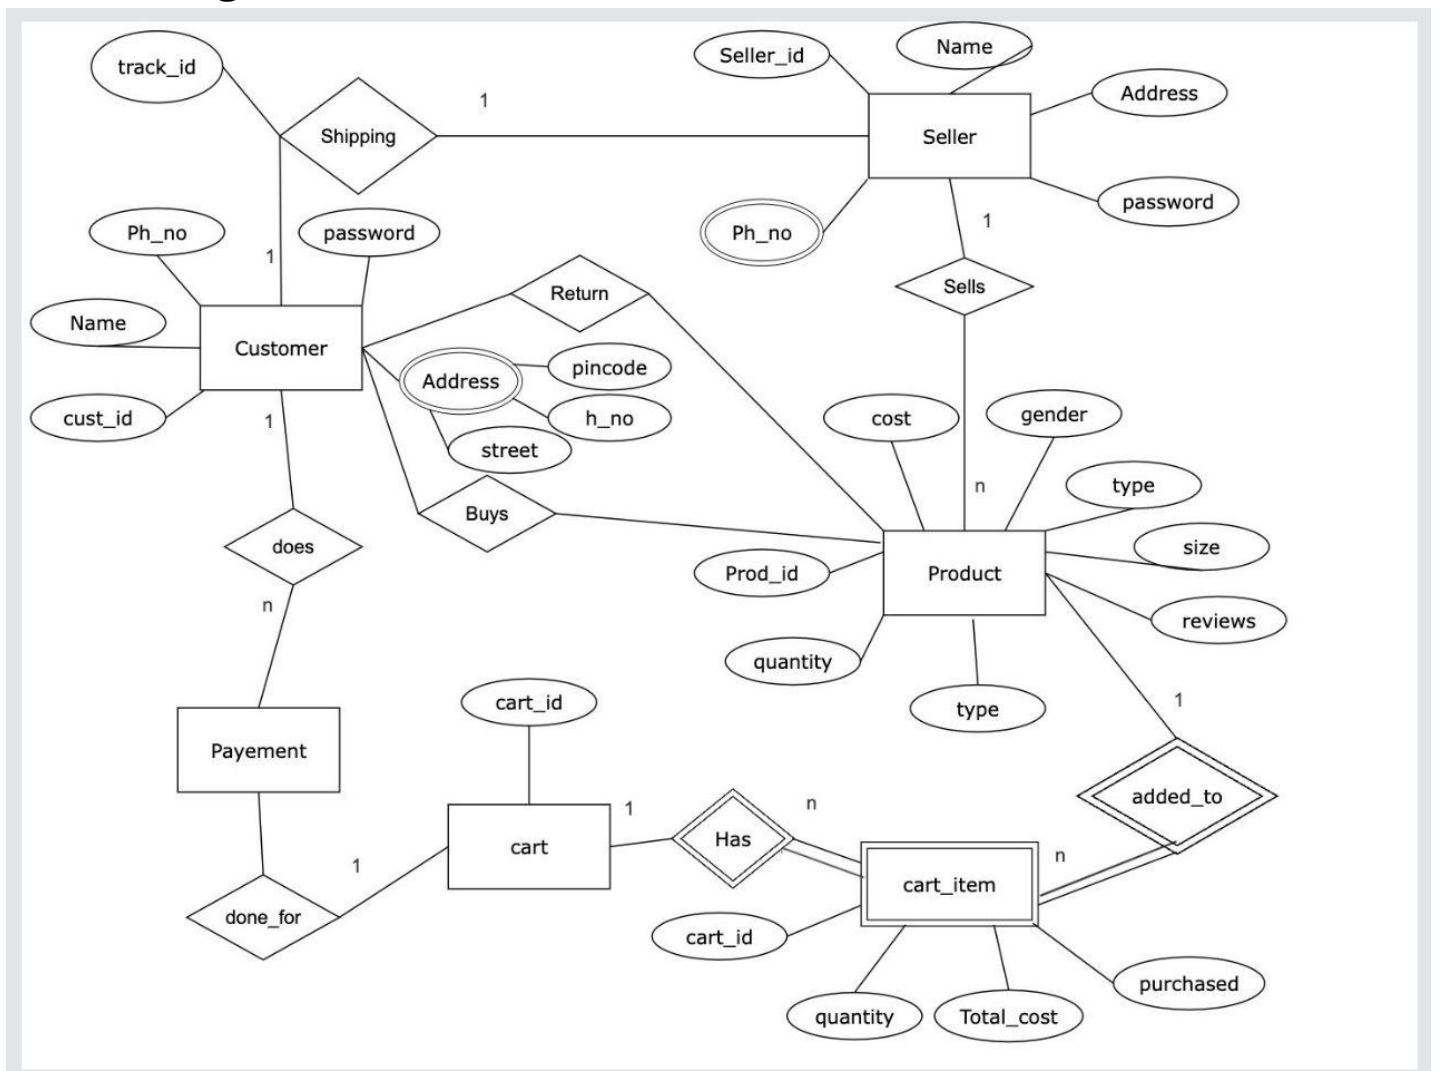 track_id
Shipping
1
Seller_id
Name
Address
Seller
password
Ph_no
1
Sells
Ph_no
password
1
Name
Customer
cust_id
1
Return
Address
pincode
h_no
street
Buys
does
n
cost
gender
n
type
size
Prod_id
Product
reviews
quantity
type
1
Payement
cart_id
cart
1
Has
n
added_to
n
1
done_for
cart_item
cart_id
quantity
Total_cost
purchased